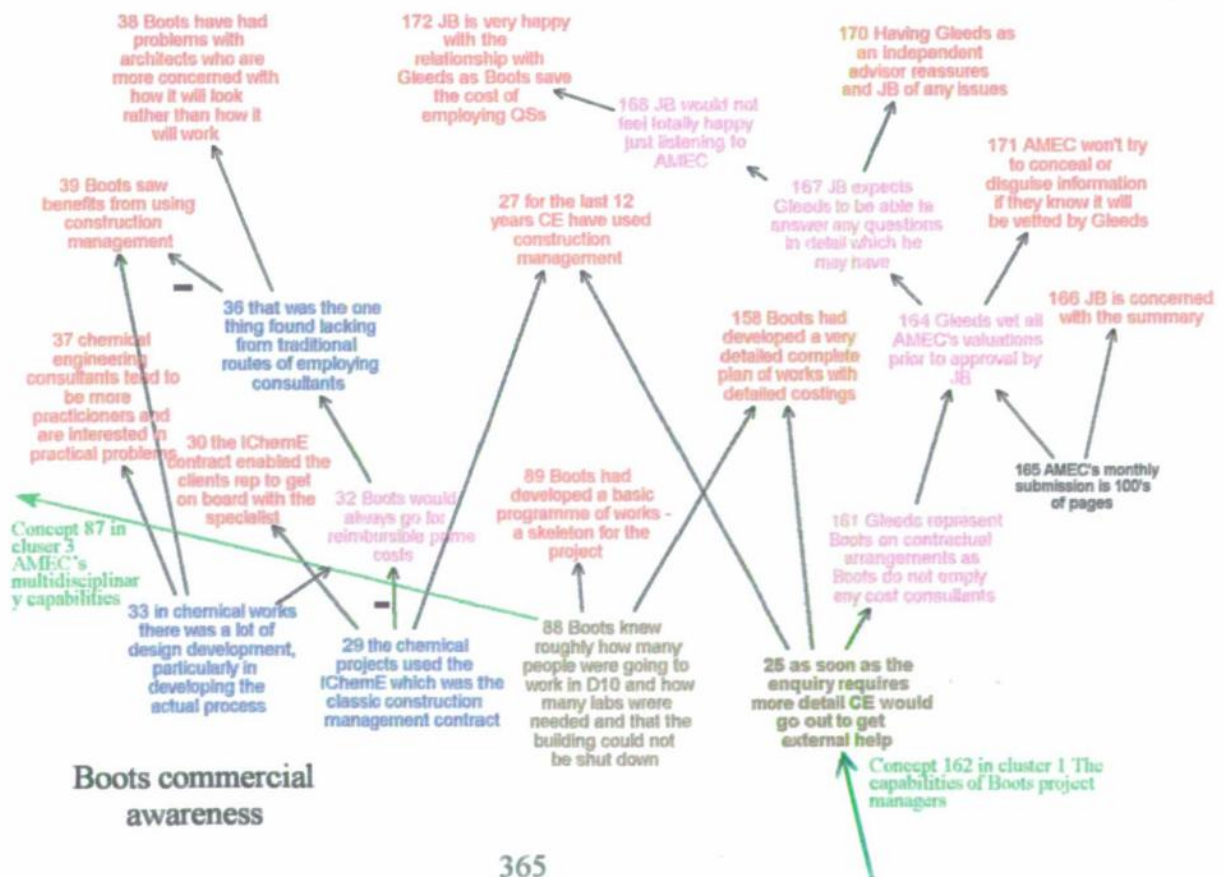 38 Boots have had
problems with
architects who are
more concerned with
how it will look
rather than how it
will work
172 JB is very happy
with the
relationship with
Gleeds as Boots save
the cost of
employing QSs
170 Having Gleeds as
an Independent
advisor reassures
and JB of any issues
168 JB would not
feel totally happy
just listening to
AMEC
171 AMEC won't try
to conceal or
disguise information
if they know it will
be vetted by Gleeds
39 Boots saw
benefits from using
construction
management
27 for the last 12
years CE have used
construction
management
167 JB expects
Gleeds to be able to
answer any questions
in detail which he
may have
166 JB is concerned
with the summary
36 that was the one
thing found lacking
from traditional
routes of employing
consultants
158 Boots had
developed a very
detailed complete
plan of works with
detailed costings
164 Gleeds vet all
AMEC's valuations
prior to approval by
JB
37 chemical
engineering
consultants tend to
be more
practicioners and
are interested in
practical problems
30 the IChemE
contract enabled the
clients rep to get
on board with the
specialist
32 Boots would
always go for
reimbursible prime
costs
89 Boots had
developed a basic
programme of works -
a skeleton for the
project
165 AMEC's monthly
submission is 100's
of pages
161 Gleeds represent
Boots on contractual
arrangements as
Boots do not emply
any cost consultants
Concept 87 in
cluser 3
AMEC's
multidisciplinar
y capabilities
33 in chemical works
there was a lot of
design development,
particularly in
developing the
actual process
29 the chemical
projects used the
IChemE which was the
classic construction
management contract
88 Boots knew
roughly how many
people were going to
work in D10 and how
many labs wrere
needed and that the
building could not
be shut down
25 as soon as the
enquiry requires
more detail CE would
go out to get
external help
Concept 162 in cluster 1 The
capabilities of Boots project
managers
Boots commercial
awareness
365